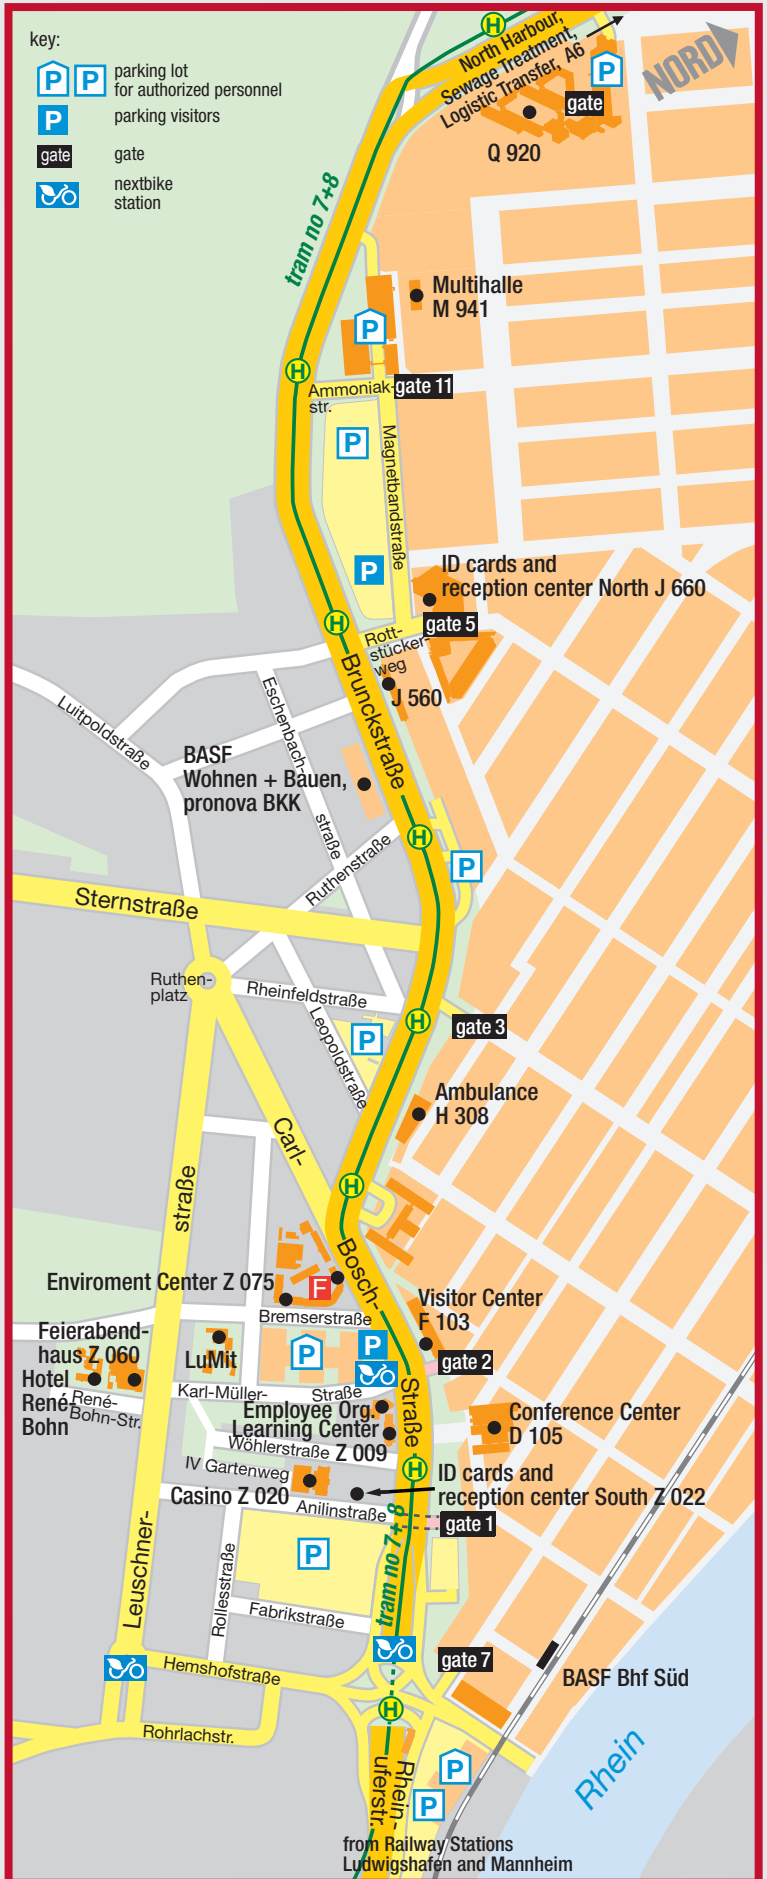 key:
P P parking lot
for authorized personnel
P parking visitors
gate gate
nextbike
station
H
North Harbour,
Sewage Treatment,
Logistic Transfer, A6
NORD
P
gate
Q 920
tram no 7+8
Multihalle
M 941
P
H
Ammoniak-
str.
gate 11
P
Magnetbandstraße
P
ID cards and
reception center North J 660
H
gate 5
Rott-
stücker-
weg
J 560
Brunckstraße
Luitpoldstraße
Eschenbach-
straße
BASF
Wohnen + Bauen,
pronova BKK
H
Ruthenstraße
P
Sternstraße
Ruthen-
platz
Rheinfeldstraße
Leopoldstraße
H
gate 3
P
Ambulance
H 308
Carl-
H
straße
Bosch-
Enviroment Center Z 075
F
Visitor Center
F 103
Bremserstraße
Feierabend-
haus Z 060
LuMit
P
P
gate 2
Hotel
René-
Bohn
René-
Bohn-Str.
Karl-Müller-
Straße
Straße
Employee Org.
Learning Center
Z 009
Conference Center
D 105
Wöhlerstraße
IV Gartenweg
H
ID cards and
reception center South Z 022
Casino Z 020
Anilinstraße
gate 1
tram no 7+8
P
Leuschner-
Rollesstraße
Fabrikstraße
gate 7
BASF Bhf Süd
Hemshofstraße
H
Rohrlachstr.
Rhein
Rhein-
uferstr.
P
P
from Railway Stations
Ludwigshafen and Mannheim